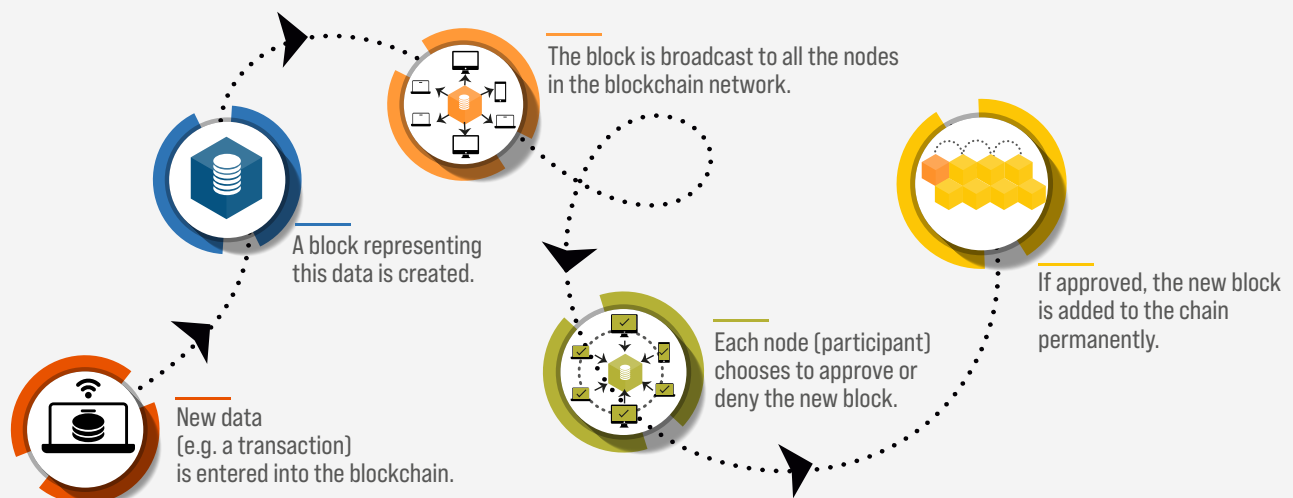 New data
(e.g. a transaction)
is entered into the blockchain.
A block representing
this data is created.
The block is broadcast to all the nodes
in the blockchain network.
Each node (participant)
chooses to approve or
deny the new block.
If approved, the new block
is added to the chain
permanently.